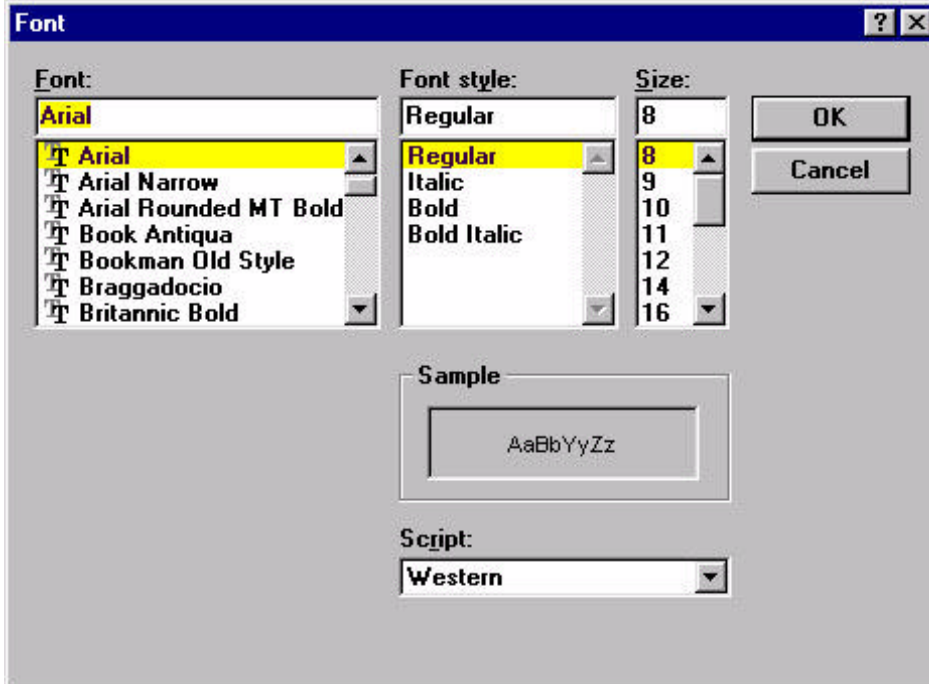 Font
Font:
Arial
Arial
Arial Narrow
Arial Rounded MT Bold
Book Antiqua
Bookman Old Style
Braggadocio
Britannic Bold
Font style:
Regular
Regular
Italic
Bold
Bold Italic
Size:
8
8
9
10
11
12
14
16
OK
Cancel
Sample
AaBbYyZz
Script:
Western